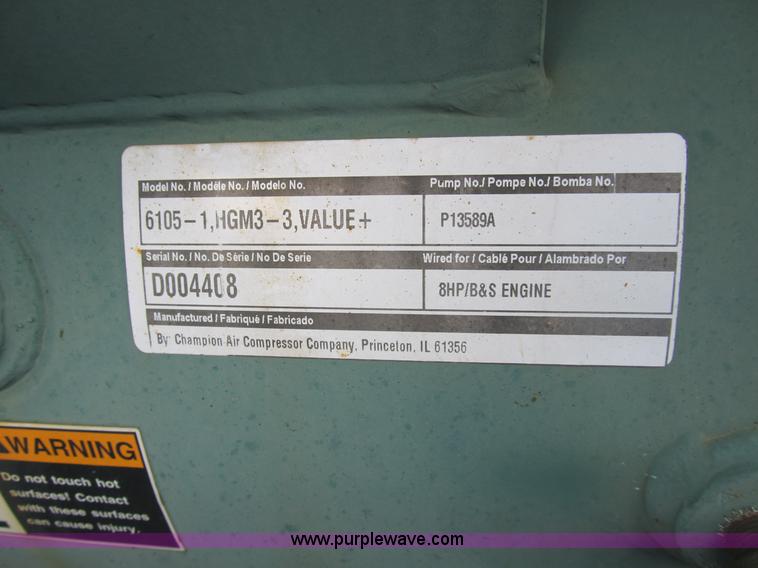 Model No. / Modèle No. / Modelo No.
Pump No./ Pompe No./ Bomba No.
6105-1,HGM3-3,VALUE+
P13589A
Serial No. / No. De Série / No De Serie
Wired for / Cablé Pour / Alambrado Por
D004408
8HP/B&S ENGINE
Manufactured / Fabriqué / Fabricado
By: Champion Air Compressor Company, Princeton, IL 61356
WARNING
Do not touch hot
surfaces! Contact
with these surfaces
can cause injury.
www.purplewave.com